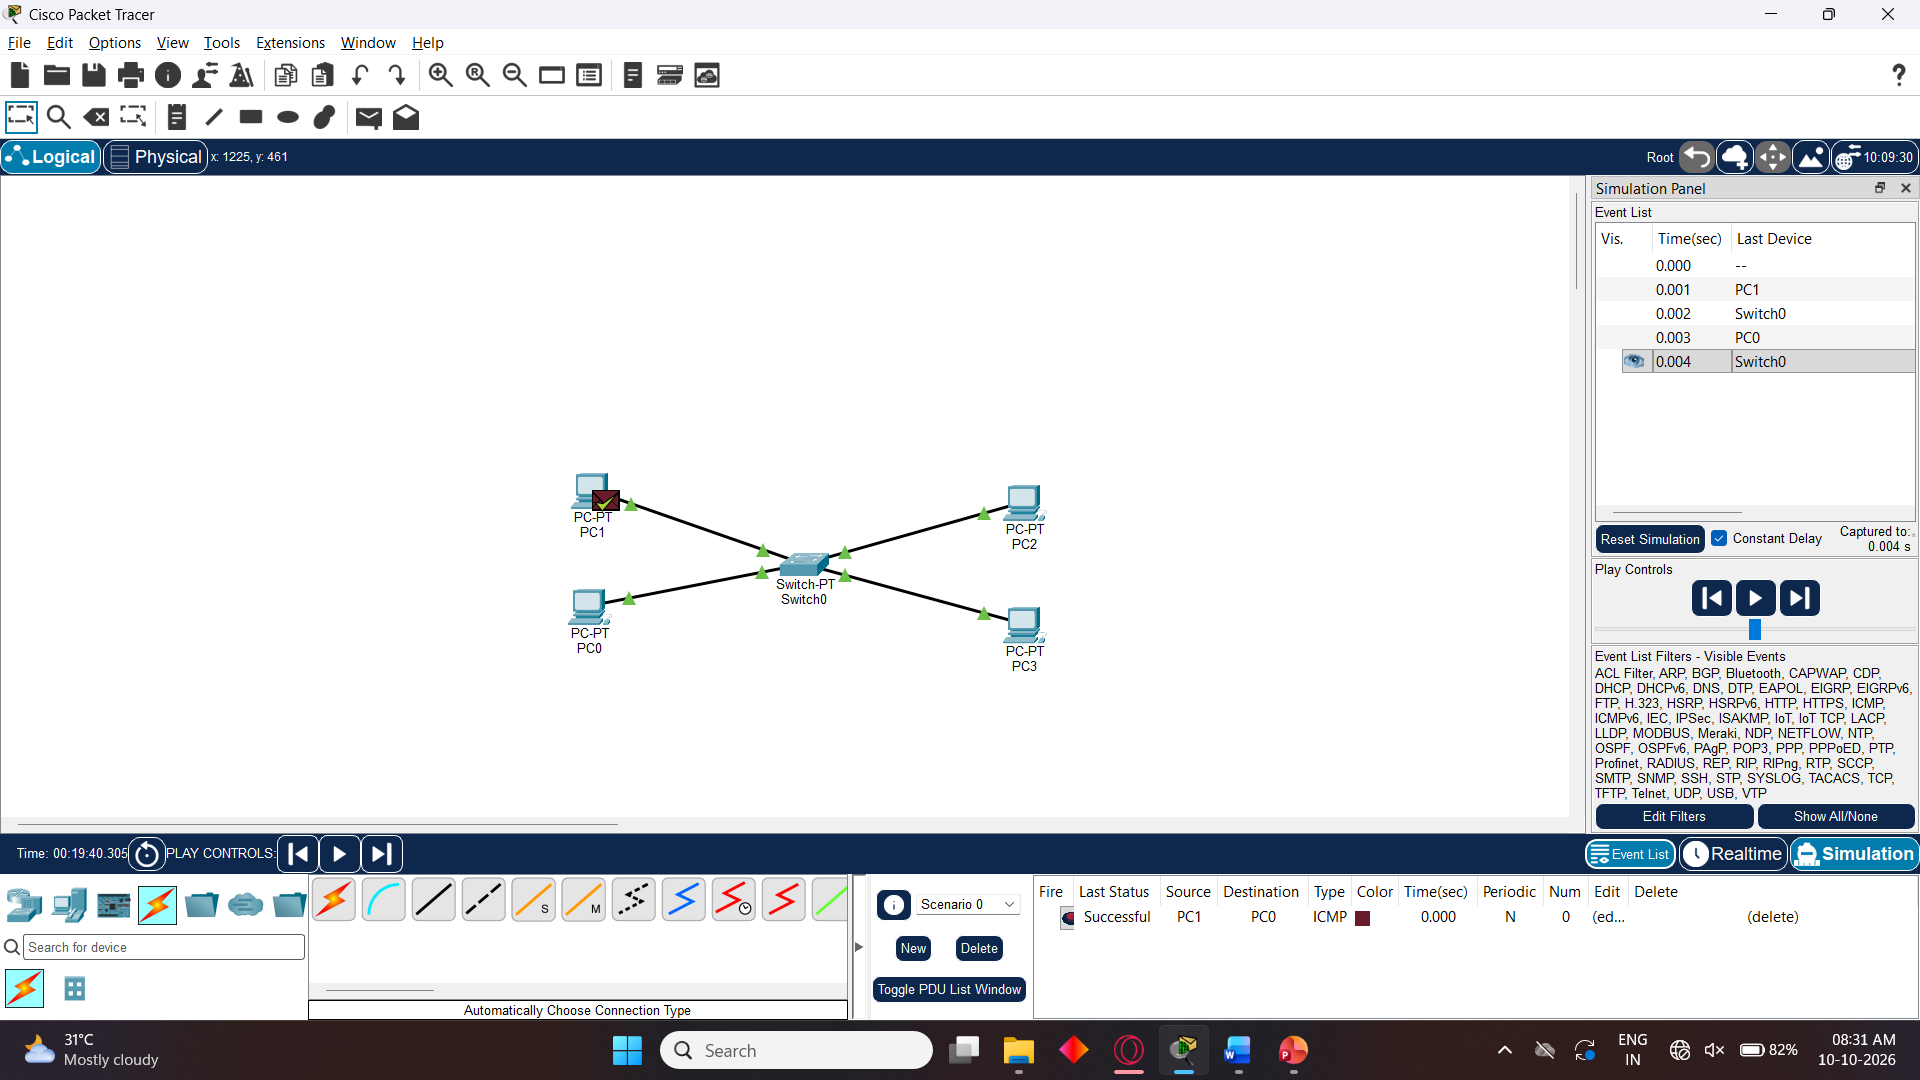 Cisco Packet Tracer
File Edit Options View Tools Extensions Window Help
Logical Physical x: 1225, y: 461 Root 10:09:30
Simulation Panel
Event List
Vis. Time(sec) Last Device
0.000 --
0.001 PC1
0.002 Switch0
0.003 PC0
0.004 Switch0
PC-PT
PC1
PC-PT
PC2
Switch-PT
Switch0
PC-PT
PC0
PC-PT
PC3
Reset Simulation Constant Delay Captured to:
0.004 s
Play Controls
Event List Filters - Visible Events
ACL Filter, ARP, BGP, Bluetooth, CAPWAP, CDP,
DHCP, DHCPv6, DNS, DTP, EAPOL, EIGRP, EIGRPv6,
FTP, H.323, HSRP, HSRPv6, HTTP, HTTPS, ICMP,
ICMPv6, IEC, IPSec, ISAKMP, IoT, IoT TCP, LACP,
LLDP, MODBUS, Meraki, NDP, NETFLOW, NTP,
OSPF, OSPFv6, PAgP, POP3, PPP, PPPoED, PTP,
Profinet, RADIUS, REP, RIP, RIPng, RTP, SCCP,
SMTP, SNMP, SSH, STP, SYSLOG, TACACS, TCP,
TFTP, Telnet, UDP, USB, VTP
Edit Filters Show All/None
Time: 00:19:40.305 PLAY CONTROLS: Event List Realtime Simulation
S M
Search for device
Automatically Choose Connection Type
Scenario 0
New Delete
Toggle PDU List Window
Fire Last Status Source Destination Type Color Time(sec) Periodic Num Edit Delete
Successful PC1 PC0 ICMP 0.000 N 0 (ed... (delete)
31°C
Mostly cloudy
Search
ENG
IN
82%
08:31 AM
10-10-2026